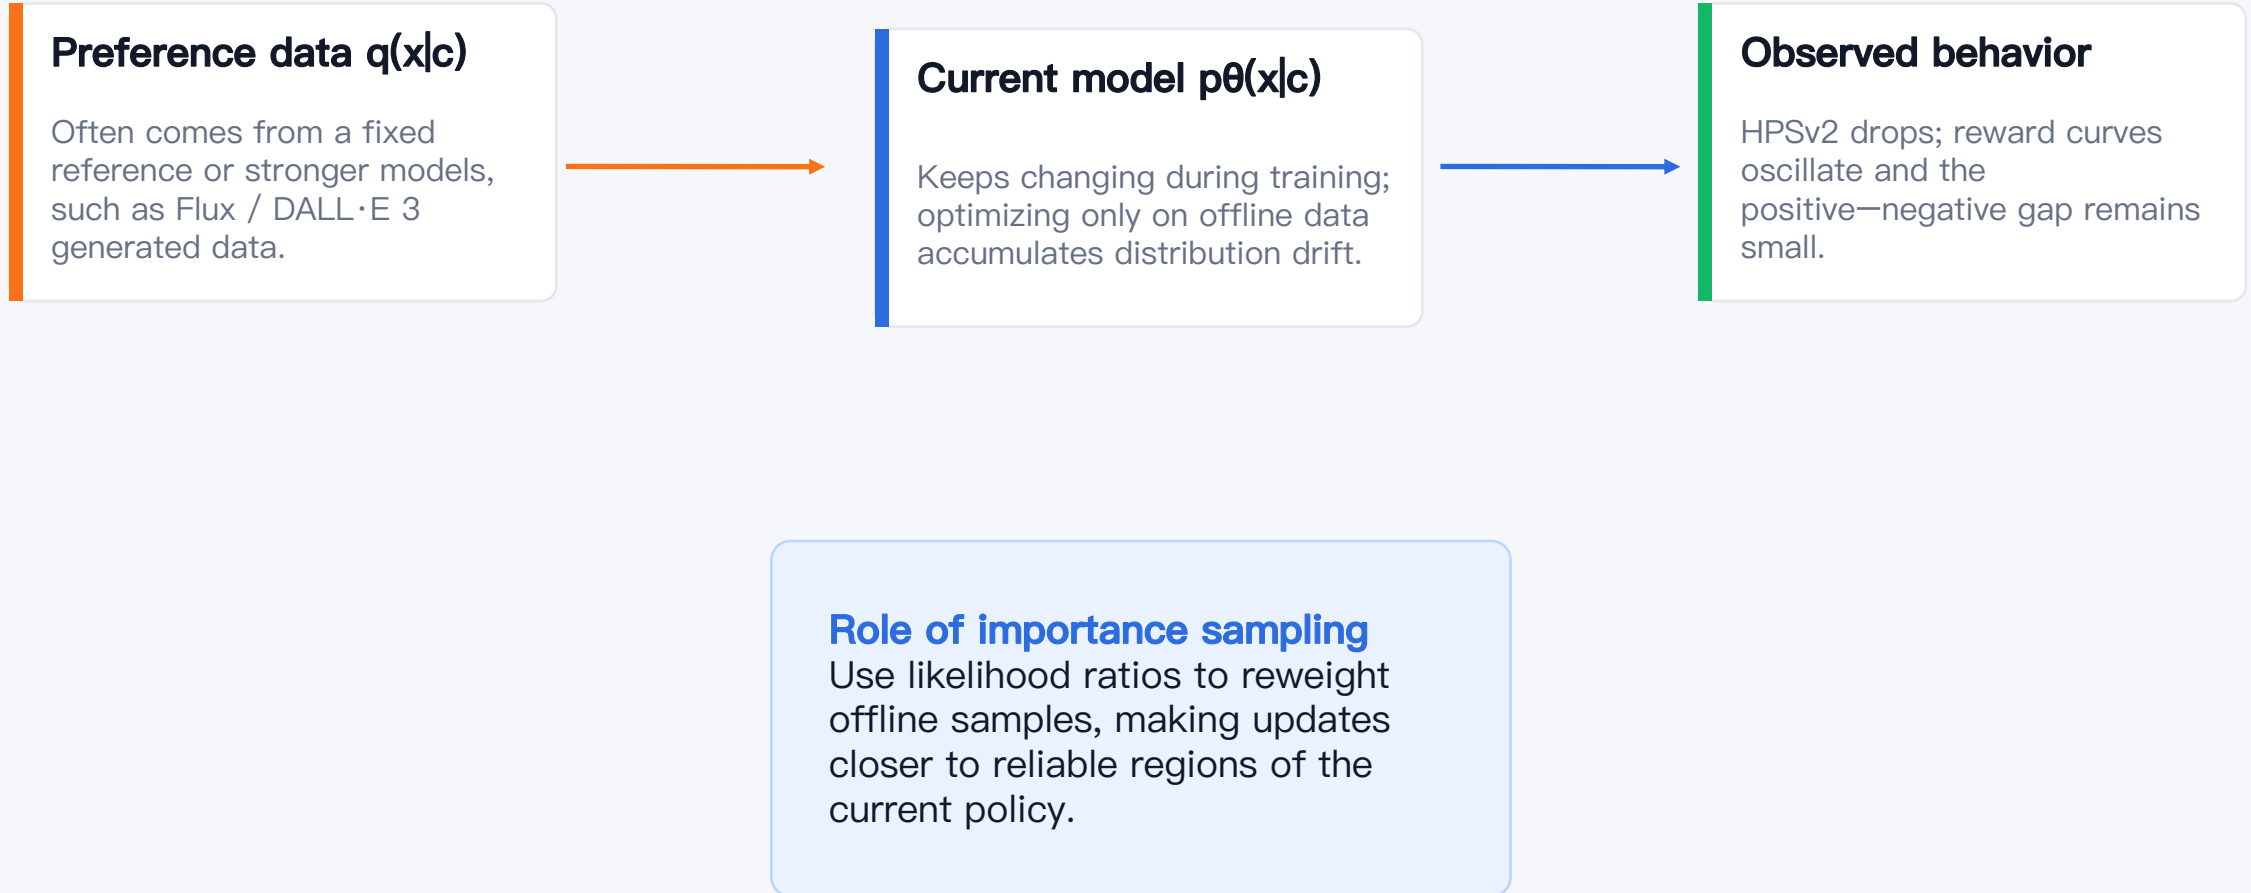 Preference data q(x|c)
Often comes from a fixed
reference or stronger models,
such as Flux / DALL·E 3
generated data.
Current model pθ(x|c)
Keeps changing during training;
optimizing only on offline data
accumulates distribution drift.
Observed behavior
HPSv2 drops; reward curves
oscillate and the
positive—negative gap remains
small.
Role of importance sampling
Use likelihood ratios to reweight
offline samples, making updates
closer to reliable regions of the
current policy.